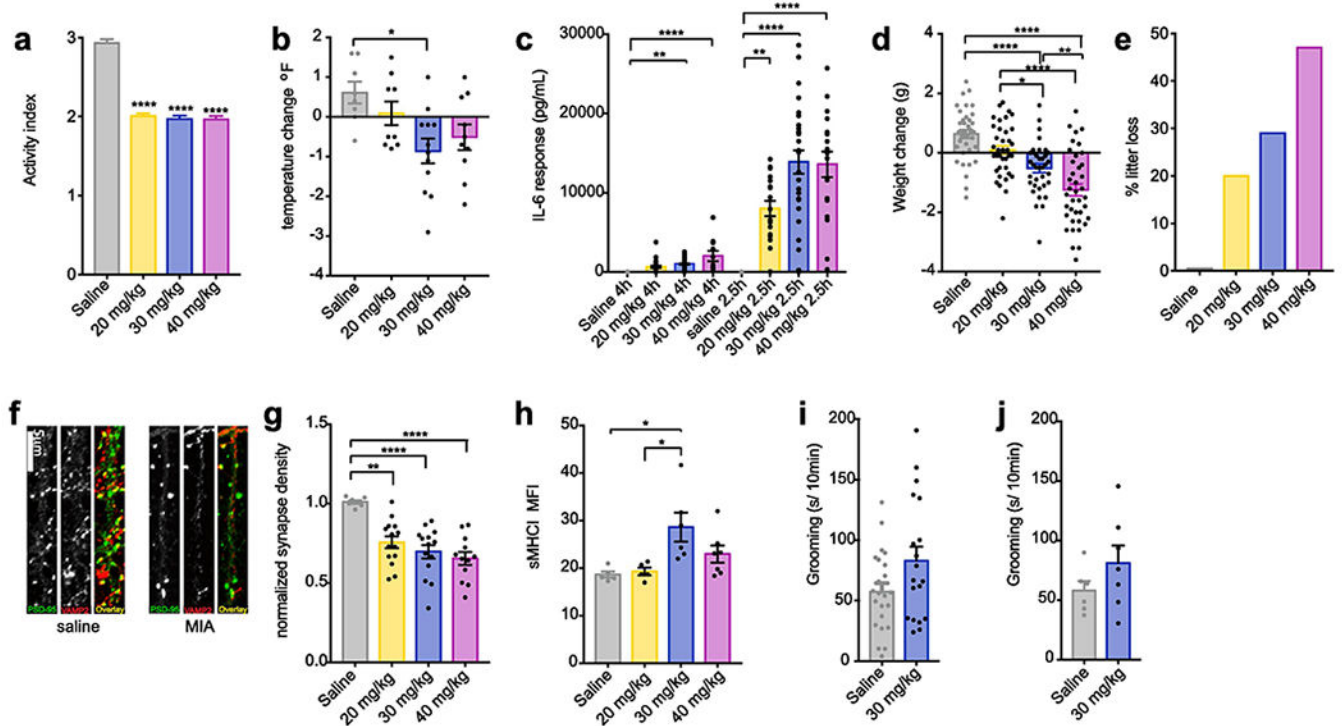 a
Activity index
3
2
1
0
**** **** ****
Saline
20 mg/kg
30 mg/kg
40 mg/kg
b
temperature change °F
2
1
0
-1
-2
-3
-4
*
Saline
20 mg/kg
30 mg/kg
40 mg/kg
c
IL-6 response (pg/mL)
30000
20000
10000
0
****
**
****
****
**
Saline 4h
20 mg/kg 4h
30 mg/kg 4h
40 mg/kg 4h
saline 2.5h
20 mg/kg 2.5h
30 mg/kg 2.5h
40 mg/kg 2.5h
d
Weight change (g)
4
2
0
-2
-4
****
**** **
****
*
Saline
20 mg/kg
30 mg/kg
40 mg/kg
e
% litter loss
50
40
30
20
10
0
Saline
20 mg/kg
30 mg/kg
40 mg/kg
f
5um
PSD-95 VAMP2 Overlay
PSD-95 VAMP2 Overlay
saline MIA
g
normalized synapse density
1.5
1.0
0.5
0.0
****
****
**
Saline
20 mg/kg
30 mg/kg
40 mg/kg
h
sMHCI MFI
50
40
30
20
10
0
*
*
Saline
20 mg/kg
30 mg/kg
40 mg/kg
i
Grooming (s/ 10min)
200
150
100
50
0
Saline
30 mg/kg
j
Grooming (s/ 10min)
200
150
100
50
0
Saline
30 mg/kg